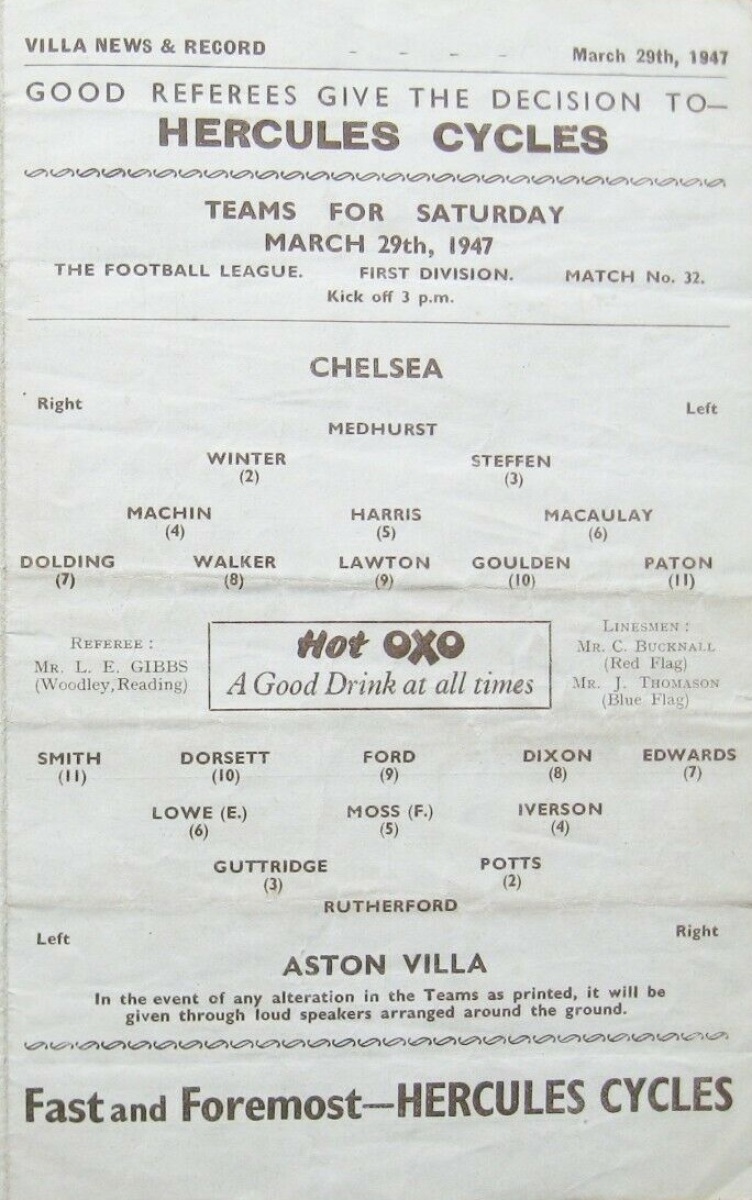 VILLA NEWS & RECORD - - - - March 29th, 1947
GOOD REFEREES GIVE THE DECISION TO—
HERCULES CYCLES
TEAMS FOR SATURDAY
MARCH 29th, 1947
THE FOOTBALL LEAGUE. FIRST DIVISION. MATCH No. 32.
Kick off 3 p.m.
CHELSEA
Right Left
MEDHURST
WINTER STEFFEN
(2) (3)
MACHIN HARRIS MACAULAY
(4) (5) (6)
DOLDING WALKER LAWTON GOULDEN PATON
(7) (8) (9) (10) (11)
REFEREE :
MR. L. E. GIBBS
(Woodley, Reading)
Hot OXO
A Good Drink at all times
LINESMEN :
MR. C. BUCKNALL
(Red Flag)
MR. J. THOMASON
(Blue Flag)
SMITH DORSETT FORD DIXON EDWARDS
(11) (10) (9) (8) (7)
LOWE (E.) MOSS (F.) IVERSON
(6) (5) (4)
GUTTRIDGE POTTS
(3) (2)
RUTHERFORD
Left Right
ASTON VILLA
In the event of any alteration in the Teams as printed, it will be
given through loud speakers arranged around the ground.
Fast and Foremost—HERCULES CYCLES